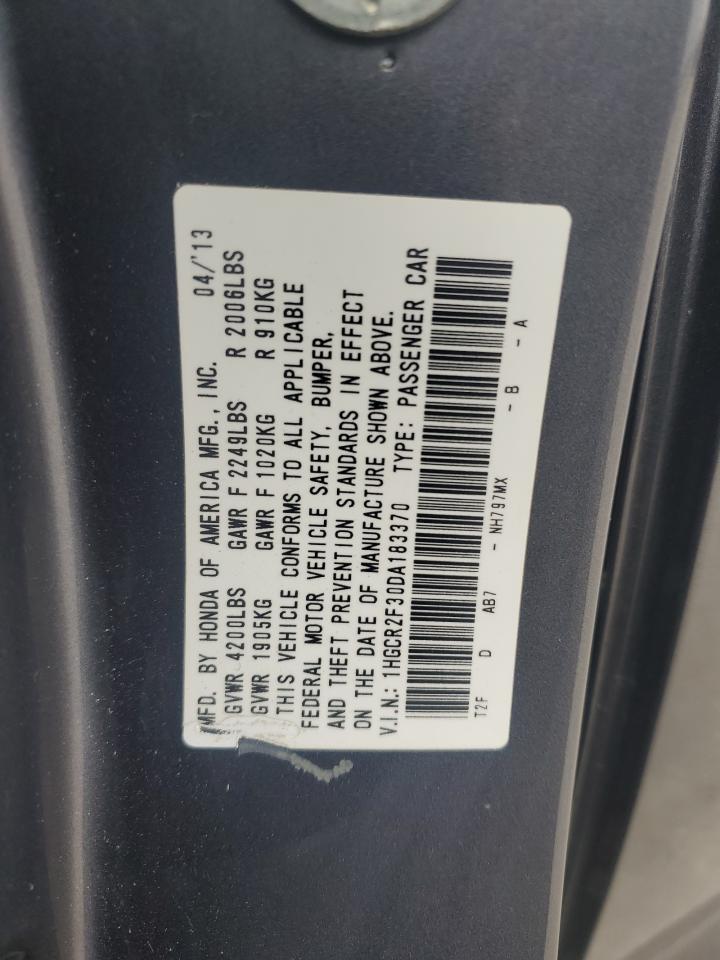 MFD. BY HONDA OF AMERICA MFG., INC. 04/'13
GVWR 4200LBS GAWR F 2249LBS R 2006LBS
GVWR 1905KG GAWR F 1020KG R 910KG
THIS VEHICLE CONFORMS TO ALL APPLICABLE
FEDERAL MOTOR VEHICLE SAFETY, BUMPER,
AND THEFT PREVENTION STANDARDS IN EFFECT
ON THE DATE OF MANUFACTURE SHOWN ABOVE.
V.I.N.: 1HGCR2F30DA183370 TYPE: PASSENGER CAR
T2F D AB7 - NH797MX - B - A